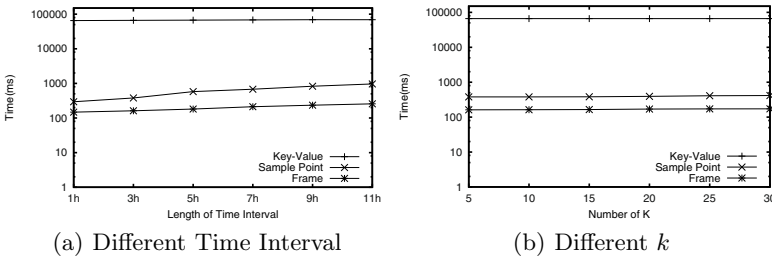 100000
10000
1000
100
10
1
Time(ms)
Key-Value
Sample Point
Frame
1h 3h 5h 7h 9h 11h
Length of Time Interval
(a) Different Time Interval
100000
10000
1000
100
10
1
Time(ms)
Key-Value
Sample Point
Frame
5 10 15 20 25 30
Number of K
(b) Different k